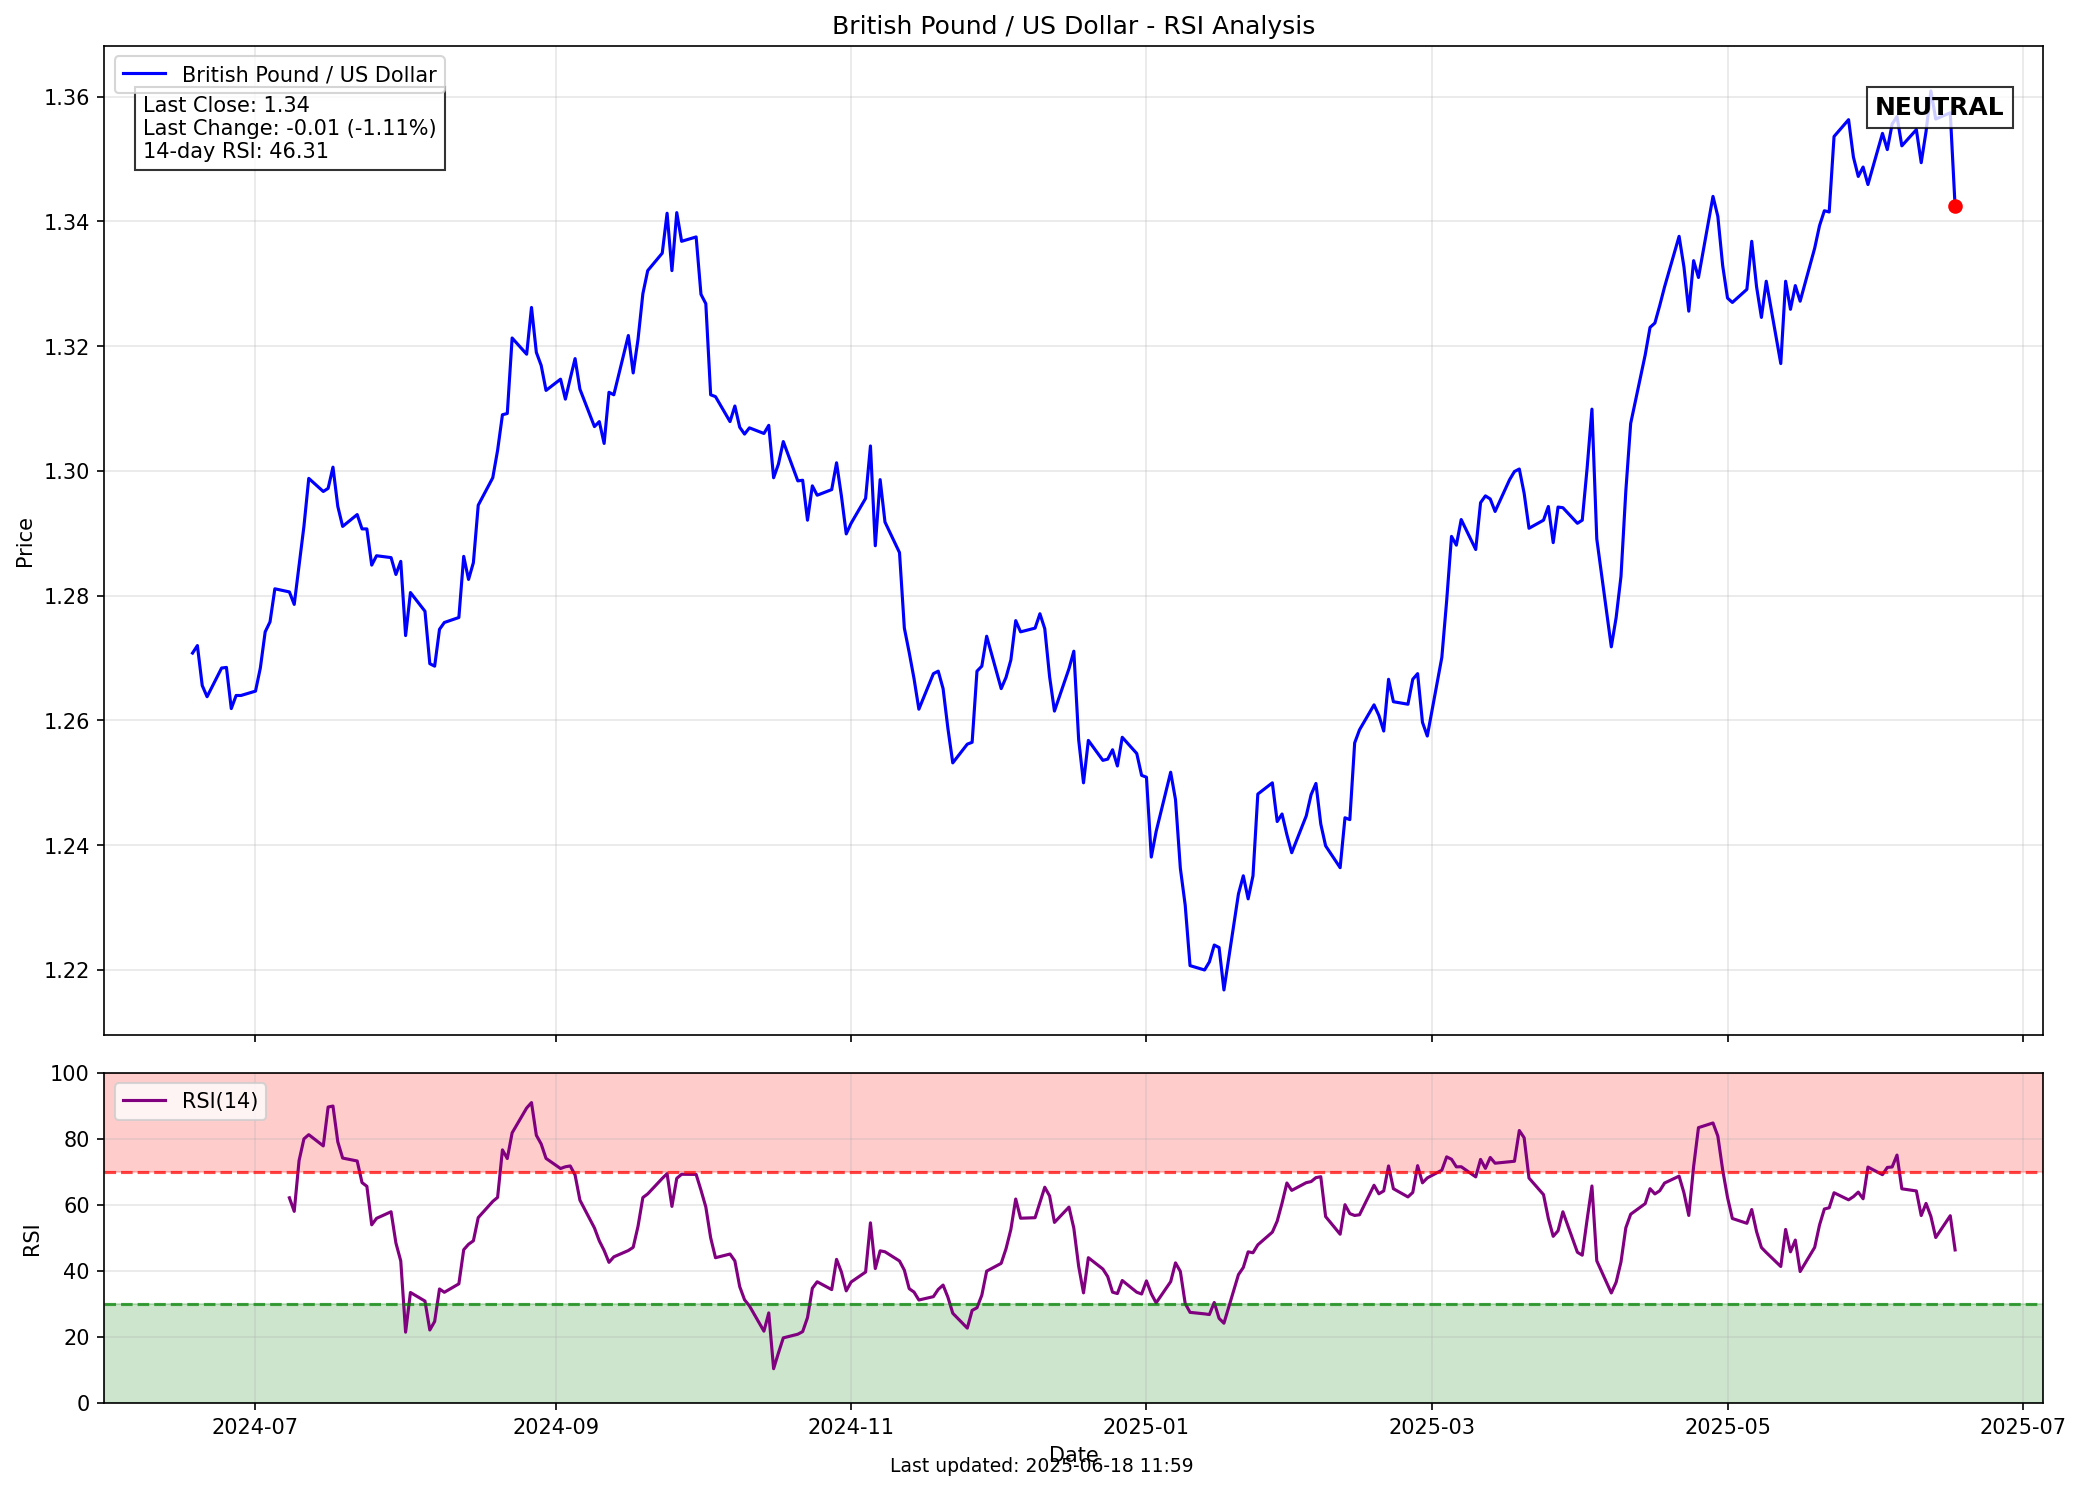 British Pound / US Dollar - RSI Analysis
British Pound / US Dollar
Last Close: 1.34
Last Change: -0.01 (-1.11%)
14-day RSI: 46.31
NEUTRAL
1.36
1.34
1.32
1.30
1.28
1.26
1.24
1.22
Price
RSI(14)
100
80
60
40
20
0
RSI
2024-07
2024-09
2024-11
2025-01
2025-03
2025-05
2025-07
Date
Last updated: 2025-06-18 11:59